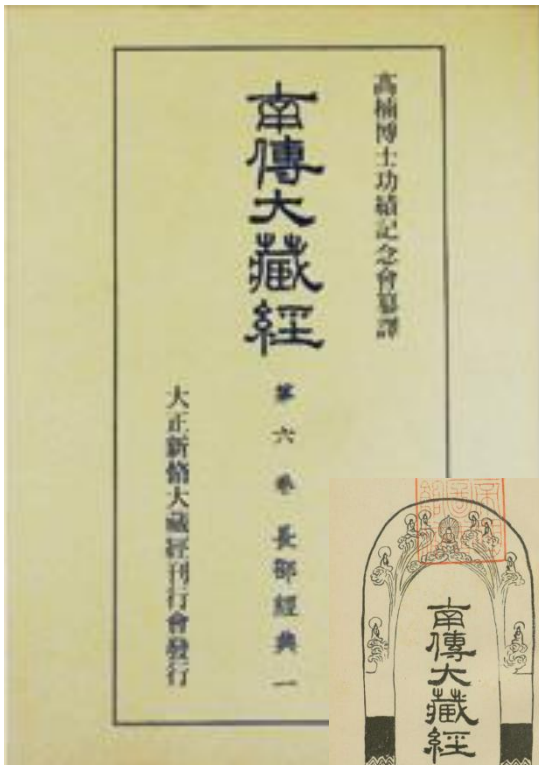 高楠博士功績記念會纂譯
南傳大藏經
第六卷 長部經典一
大正新脩大藏經刊行會發行
南傳大藏經